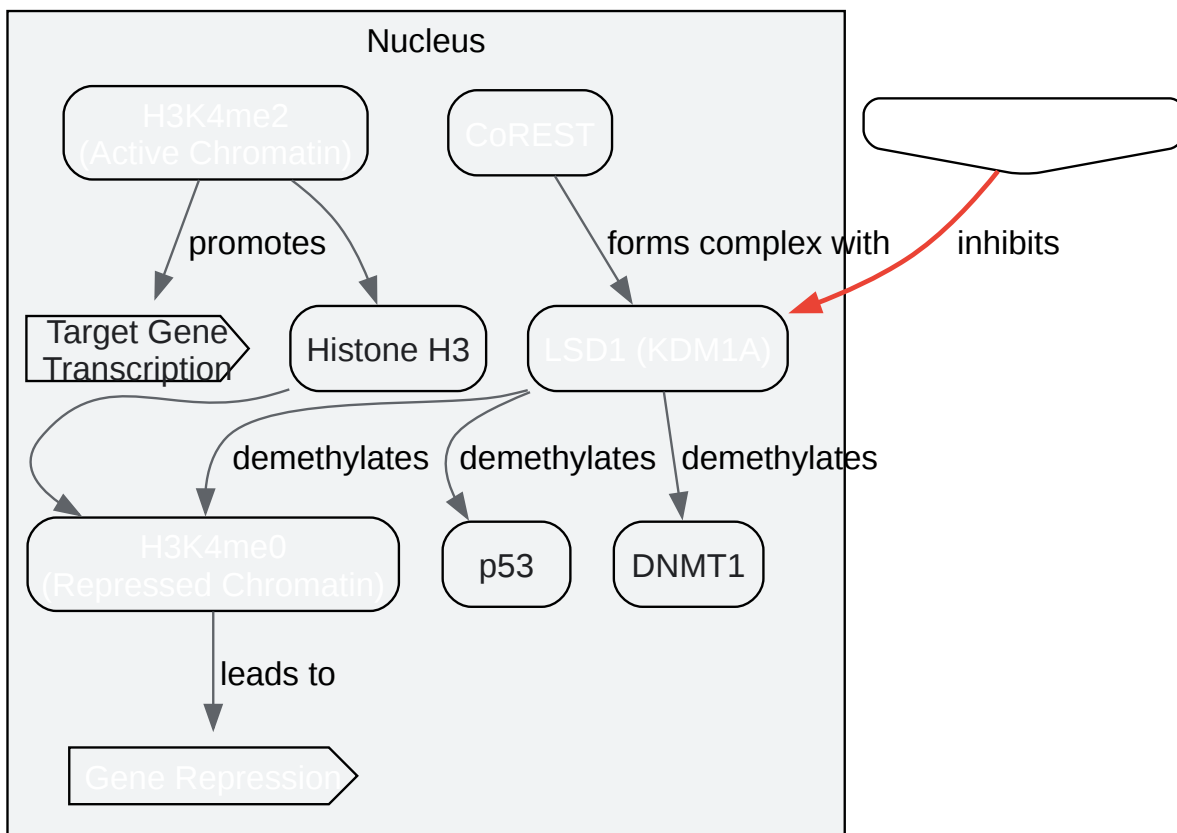 Nucleus
H3K4me2
(Active Chromatin)
CoREST
promotes
forms complex with
inhibits
Target Gene
Transcription
Histone H3
LSD1 (KDM1A)
demethylates
demethylates
demethylates
H3K4me0
(Repressed Chromatin)
p53
DNMT1
leads to
Gene Repression